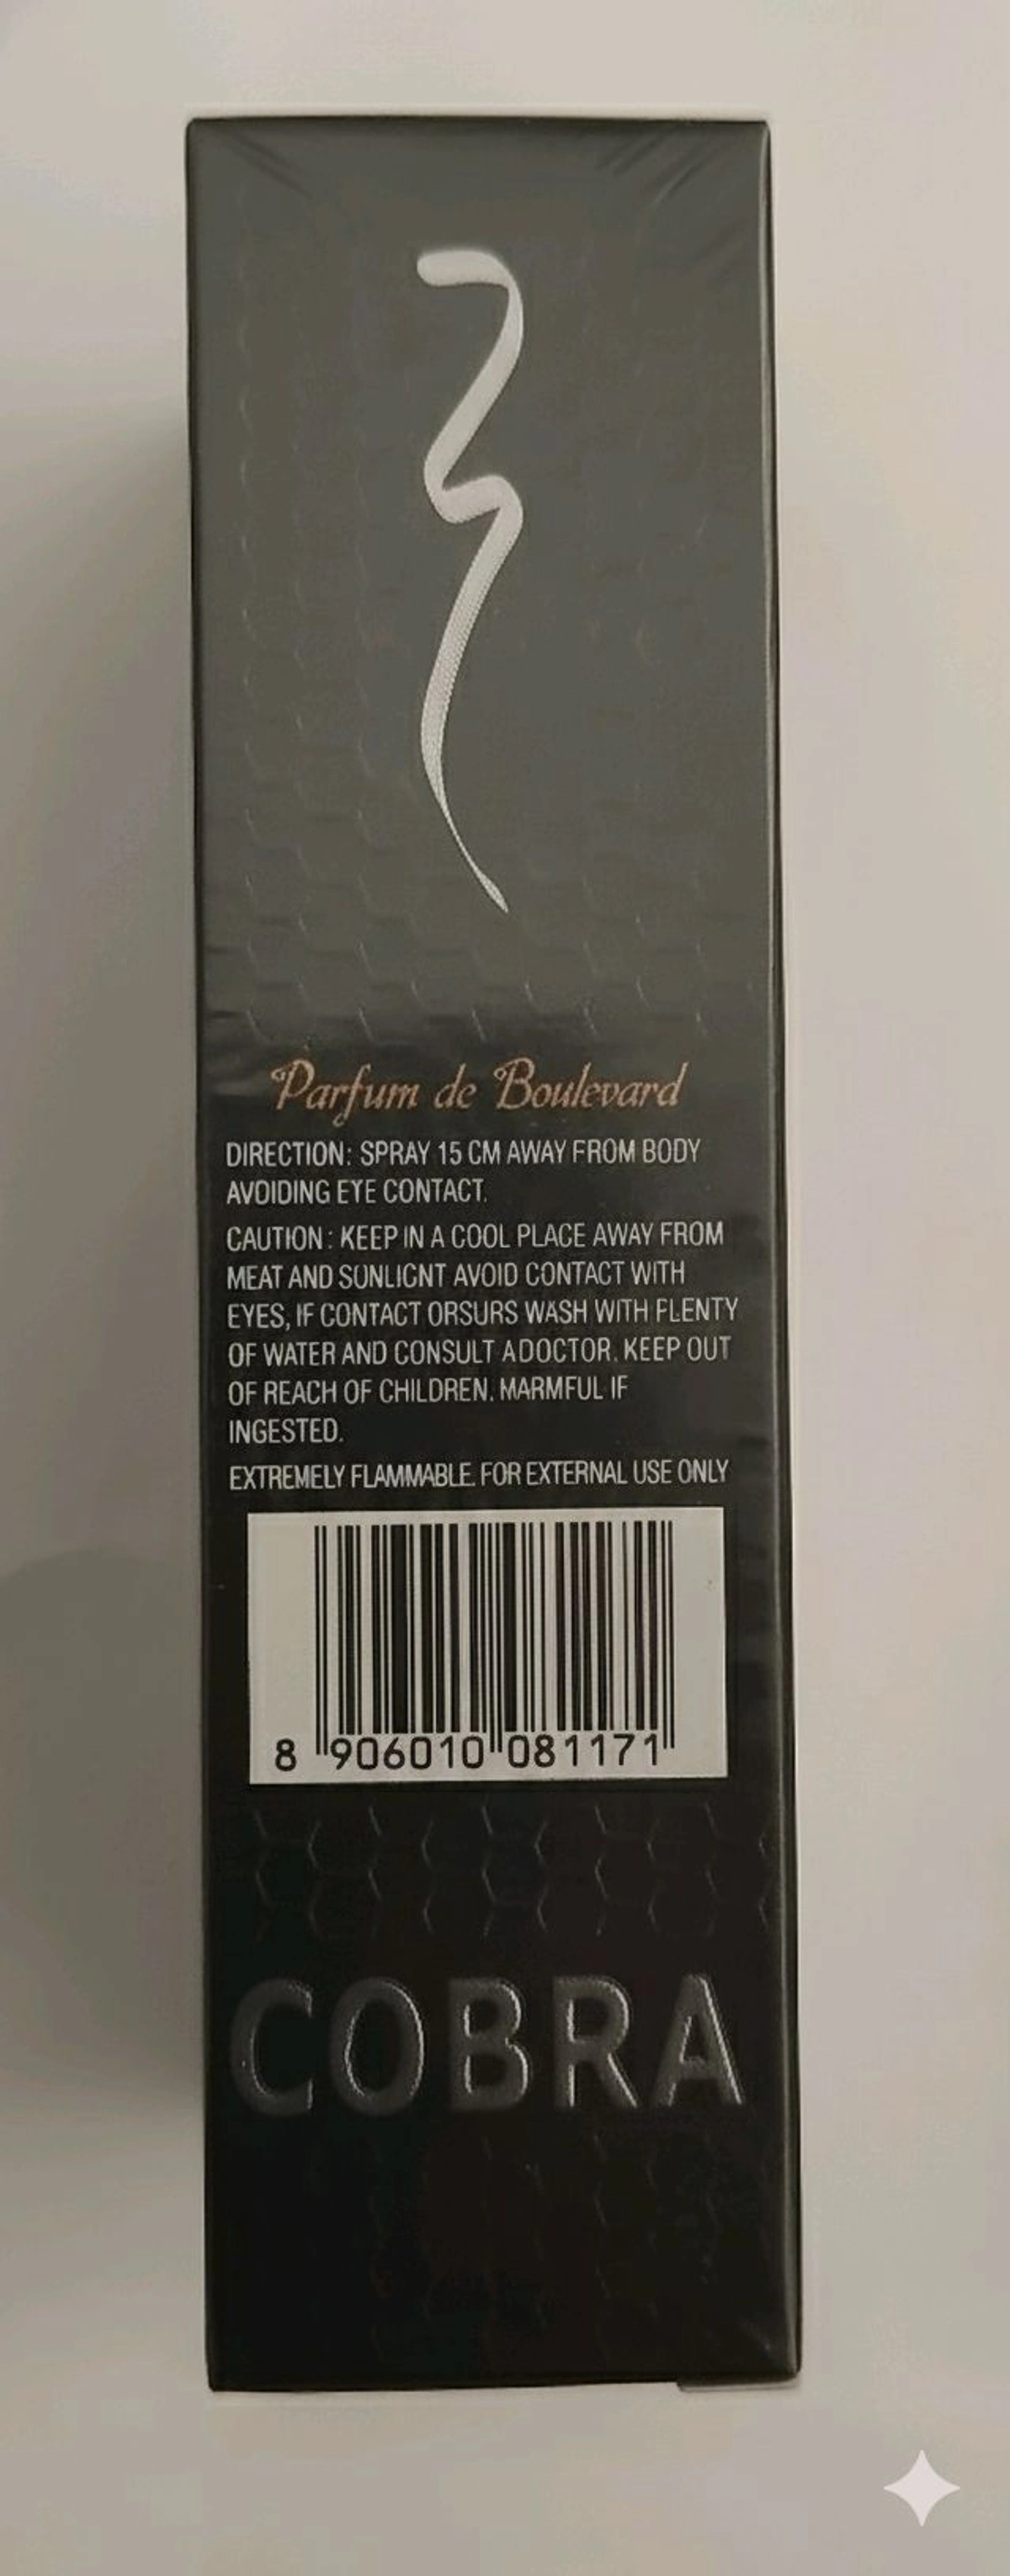 Parfum de Boulevard
DIRECTION: SPRAY 15 CM AWAY FROM BODY
AVOIDING EYE CONTACT.
CAUTION : KEEP IN A COOL PLACE AWAY FROM
MEAT AND SUNLICNT AVOID CONTACT WITH
EYES, IF CONTACT ORSURS WASH WITH FLENTY
OF WATER AND CONSULT ADOCTOR. KEEP OUT
OF REACH OF CHILDREN. MARMFUL IF
INGESTED.
EXTREMELY FLAMMABLE. FOR EXTERNAL USE ONLY
8 906010 081171
COBRA